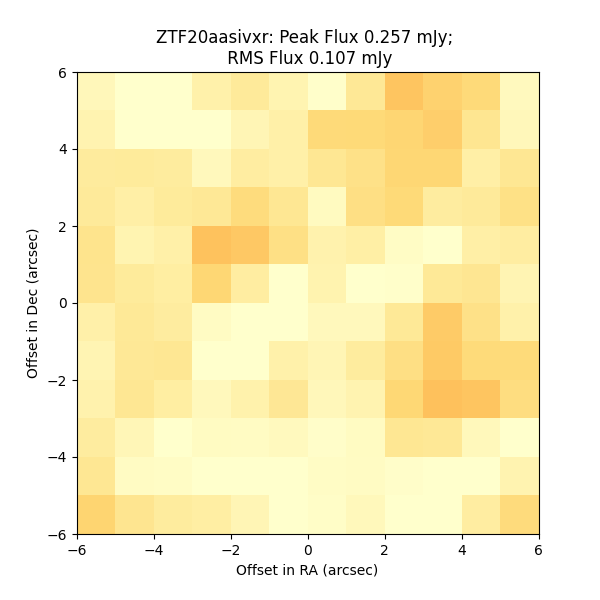 ZTF20aasivxr: Peak Flux 0.257 mJy;
RMS Flux 0.107 mJy
6
4
2
0
−2
−4
−6
Offset in Dec (arcsec)
−6 −4 −2 0 2 4 6
Offset in RA (arcsec)